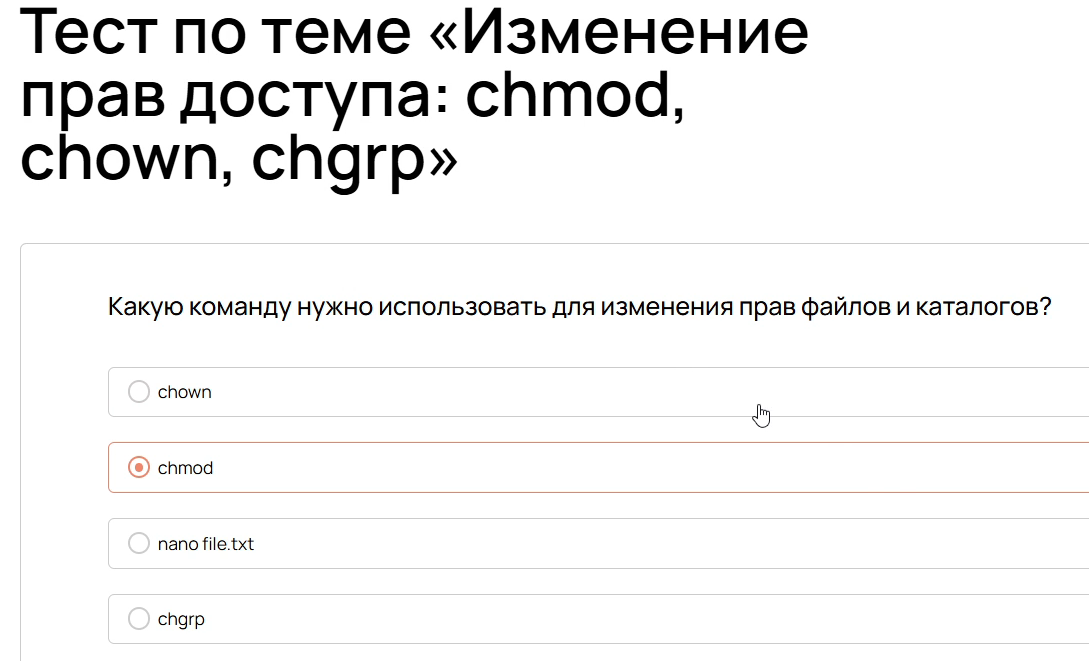 Тест по теме «Изменение
прав доступа: chmod,
chown, chgrp»
Какую команду нужно использовать для изменения прав файлов и каталогов?
chown
chmod
nano file.txt
chgrp